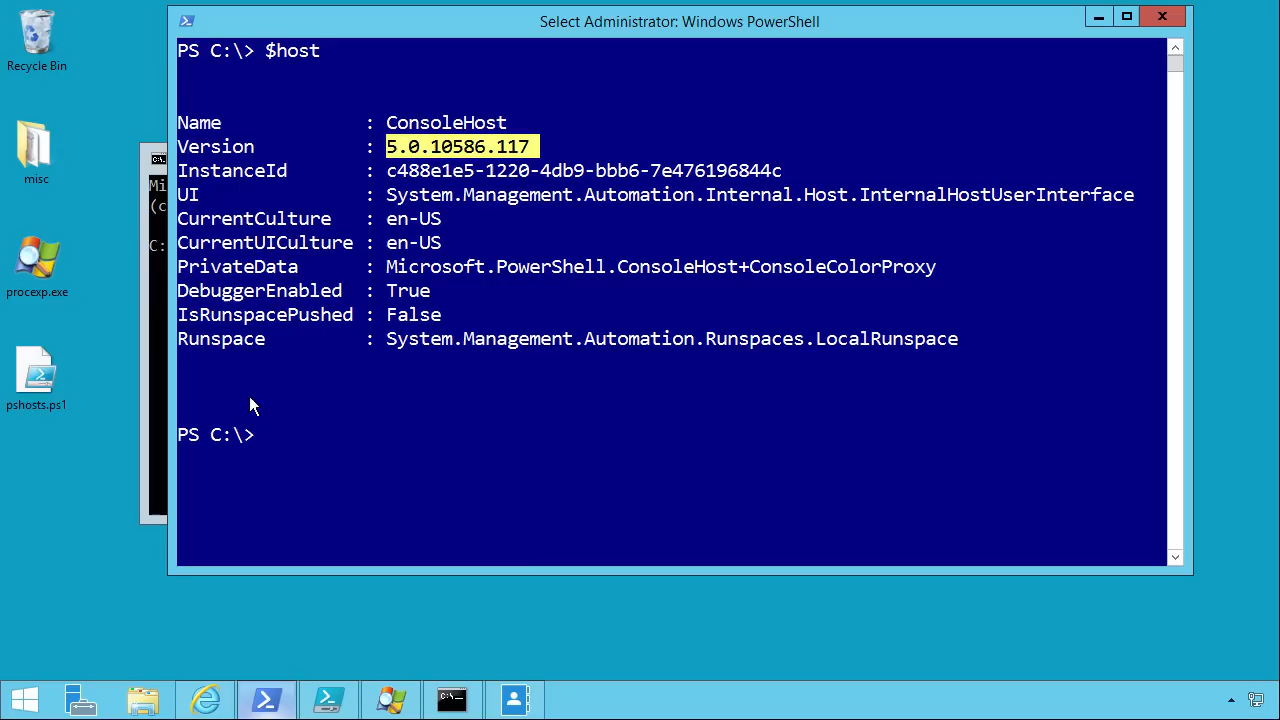 Recycle Bin
misc
procexp.exe
pshosts.ps1
Mi
(c
C:
Select Administrator: Windows PowerShell
PS C:\> $host
Name             : ConsoleHost
Version          : 5.0.10586.117
InstanceId       : c488e1e5-1220-4db9-bbb6-7e476196844c
UI               : System.Management.Automation.Internal.Host.InternalHostUserInterface
CurrentCulture   : en-US
CurrentUICulture : en-US
PrivateData      : Microsoft.PowerShell.ConsoleHost+ConsoleColorProxy
DebuggerEnabled  : True
IsRunspacePushed : False
Runspace         : System.Management.Automation.Runspaces.LocalRunspace
PS C:\>